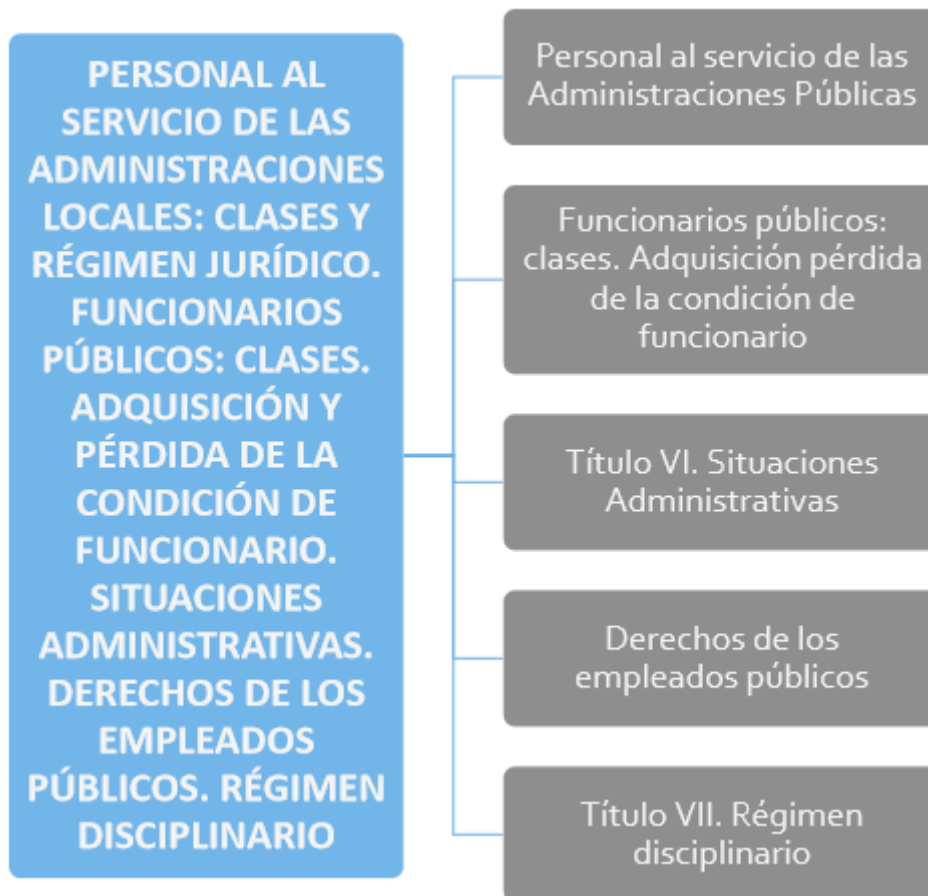 PERSONAL AL
SERVICIO DE LAS
ADMINISTRACIONES
LOCALES: CLASES Y
RÉGIMEN JURÍDICO.
FUNCIONARIOS
PÚBLICOS: CLASES.
ADQUISICIÓN Y
PÉRDIDA DE LA
CONDICIÓN DE
FUNCIONARIO.
SITUACIONES
ADMINISTRATIVAS.
DERECHOS DE LOS
EMPLEADOS
PÚBLICOS. RÉGIMEN
DISCIPLINARIO
Personal al servicio de las
Administraciones Públicas
Funcionarios públicos:
clases. Adquisición pérdida
de la condición de
funcionario
Título VI. Situaciones
Administrativas
Derechos de los
empleados públicos
Título VII. Régimen
disciplinario